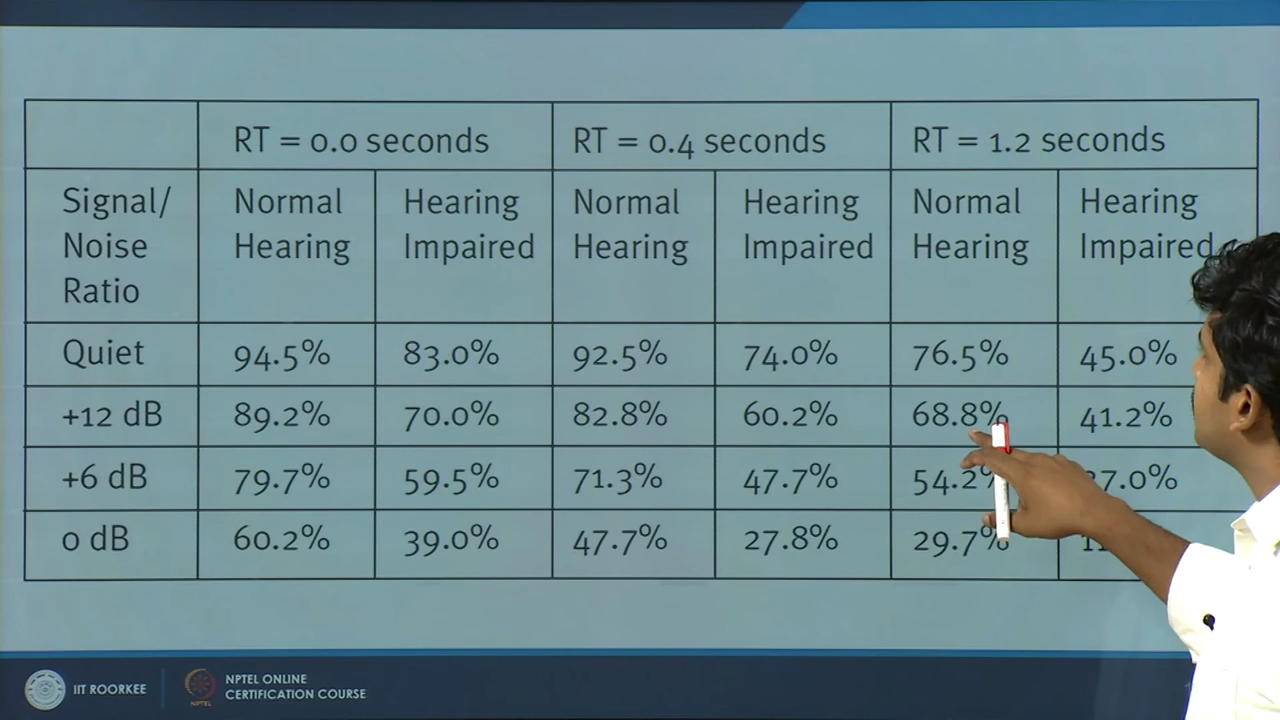 RT = 0.0 seconds RT = 0.4 seconds RT = 1.2 seconds
Signal/ Normal Hearing Normal Hearing Normal Hearing
Noise Hearing Impaired Hearing Impaired Hearing Impaired
Ratio
Quiet 94.5% 83.0% 92.5% 74.0% 76.5% 45.0%
+12 dB 89.2% 70.0% 82.8% 60.2% 68.8% 41.2%
+6 dB 79.7% 59.5% 71.3% 47.7% 54.2%
0 dB 60.2% 39.0% 47.7% 27.8% 29.7%
IIT ROORKEE
NPTEL
NPTEL ONLINE
CERTIFICATION COURSE